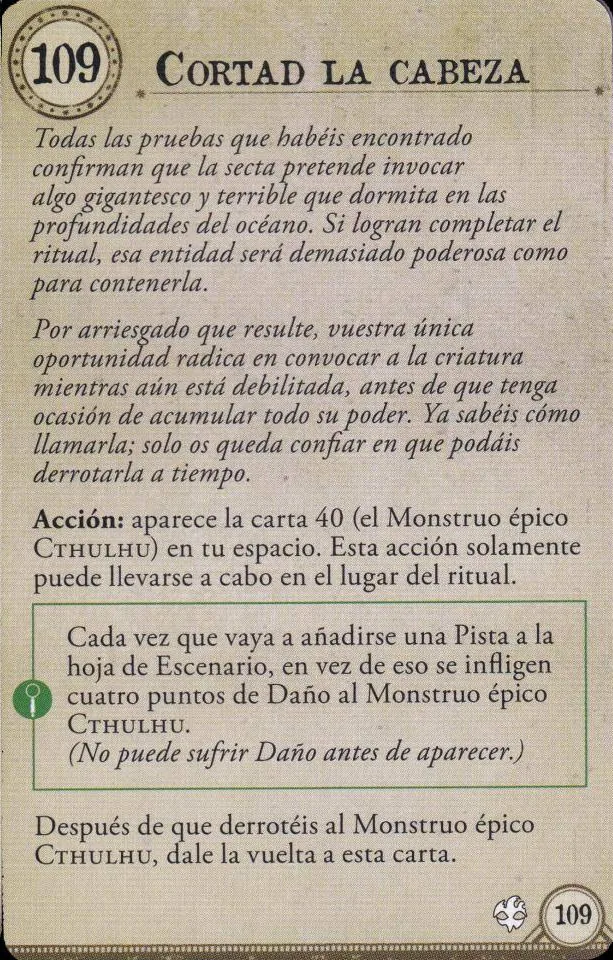 109
CORTAD LA CABEZA
Todas las pruebas que habéis encontrado
confirman que la secta pretende invocar
algo gigantesco y terrible que dormita en las
profundidades del océano. Si logran completar el
ritual, esa entidad será demasiado poderosa como
para contenerla.
Por arriesgado que resulte, vuestra única
oportunidad radica en convocar a la criatura
mientras aún está debilitada, antes de que tenga
ocasión de acumular todo su poder. Ya sabéis cómo
llamarla; solo os queda confiar en que podáis
derrotarla a tiempo.
Acción: aparece la carta 40 (el Monstruo épico
CTHULHU) en tu espacio. Esta acción solamente
puede llevarse a cabo en el lugar del ritual.
Cada vez que vaya a añadirse una Pista a la
hoja de Escenario, en vez de eso se infligen
cuatro puntos de Daño al Monstruo épico
CTHULHU.
(No puede sufrir Daño antes de aparecer.)
Después de que derrotéis al Monstruo épico
CTHULHU, dale la vuelta a esta carta.
109